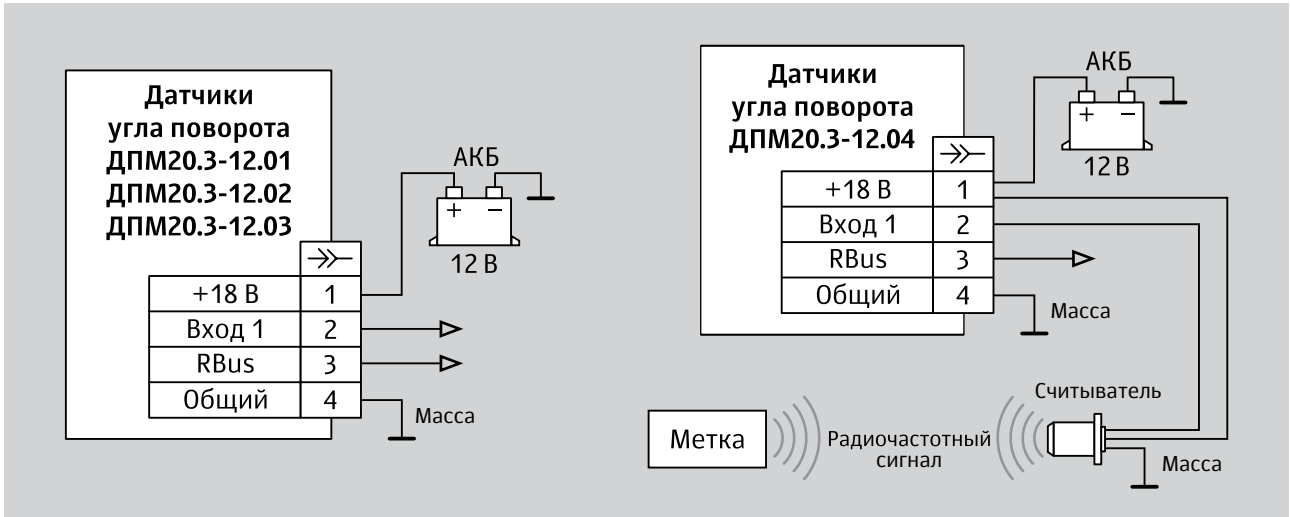 Датчики
угла поворота
ДПМ20.3-12.01
ДПМ20.3-12.02
ДПМ20.3-12.03
АКБ
+ −
12 В
+18 В 1
Вход 1 2
RBus 3
Общий 4
Масса
Датчики
угла поворота
ДПМ20.3-12.04
АКБ
+ −
12 В
+18 В 1
Вход 1 2
RBus 3
Общий 4
Масса
Считыватель
Метка
Радиочастотный
сигнал
Масса